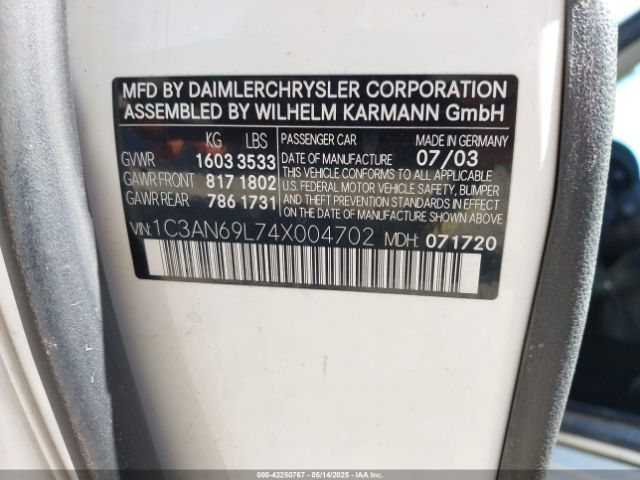 MFD BY DAIMLERCHRYSLER CORPORATION
ASSEMBLED BY WILHELM KARMANN GmbH
KG LBS PASSENGER CAR MADE IN GERMANY
GVWR 1603 3533 DATE OF MANUFACTURE 07/03
GAWR FRONT 817 1802 THIS VEHICLE CONFORMS TO ALL APPLICABLE
U.S. FEDERAL MOTOR VEHICLE SAFETY, BUMPER
GAWR REAR 786 1731 AND THEFT PREVENTION STANDARDS IN EFFECT
ON THE DATE OF MANUFACTURE SHOWN ABOVE
VIN: 1C3AN69L74X004702 MDH: 071720
000-42250767 - 05/14/2025 - IAAI.COM